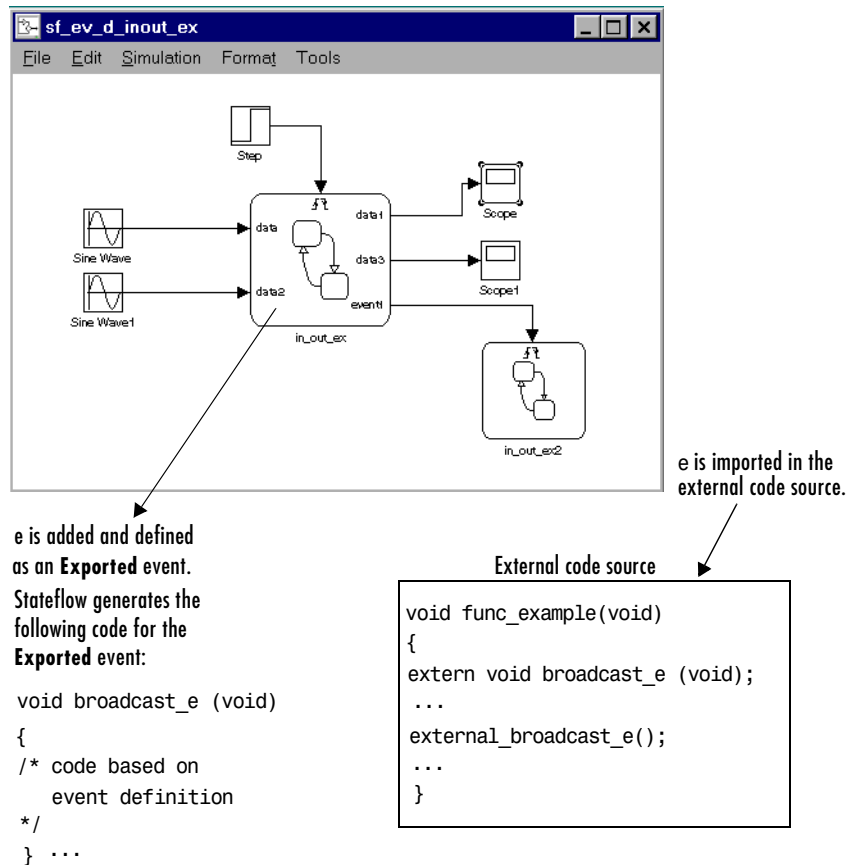 sf_ev_d_inout_ex
File Edit Simulation Format Tools
Step
Sine Wave
Sine Wave1
data
data2
data1
data3
event1
in_out_ex
Scope
Scope1
in_out_ex2
e is imported in the
external code source.
e is added and defined
as an Exported event.
Stateflow generates the
following code for the
Exported event:
void broadcast_e (void)
{
/* code based on
event definition
*/
} ...
External code source
void func_example(void)
{
extern void broadcast_e (void);
...
external_broadcast_e();
...
}